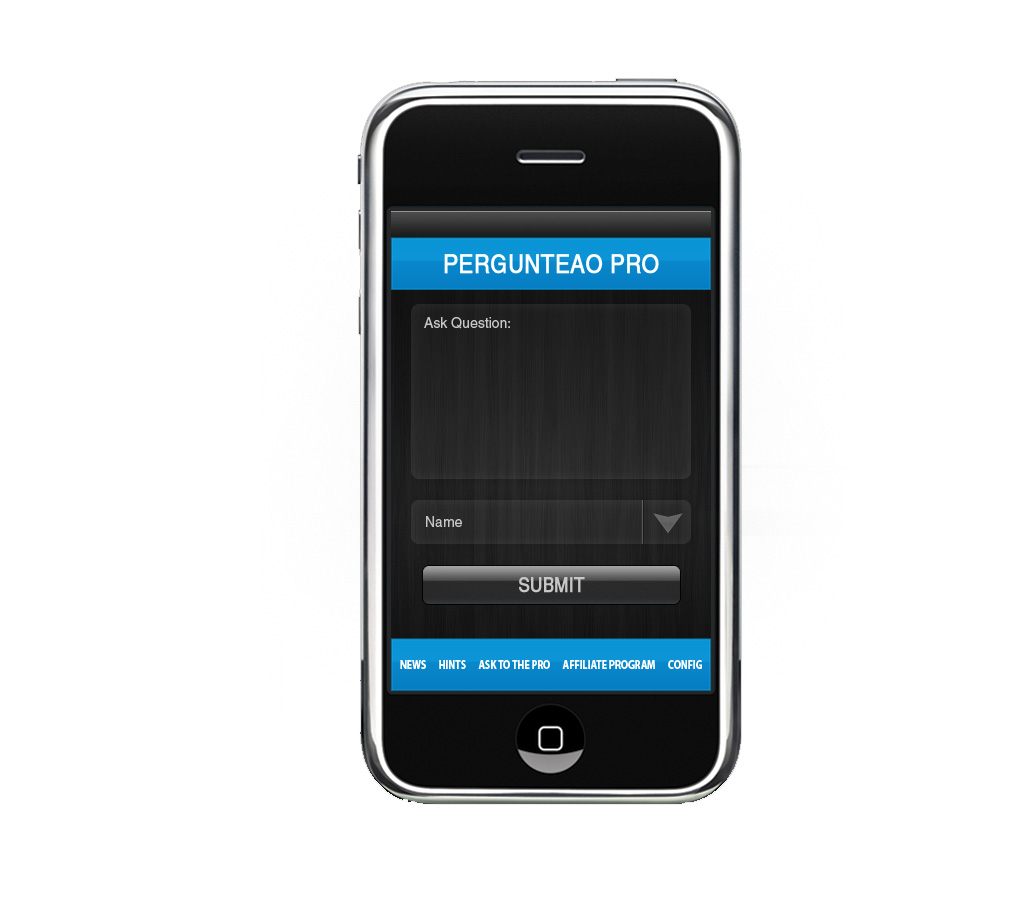 PERGUNTEAO PRO
Ask Question:
Name
SUBMIT
NEWS HINTS ASK TO THE PRO AFFILIATE PROGRAM CONFIG